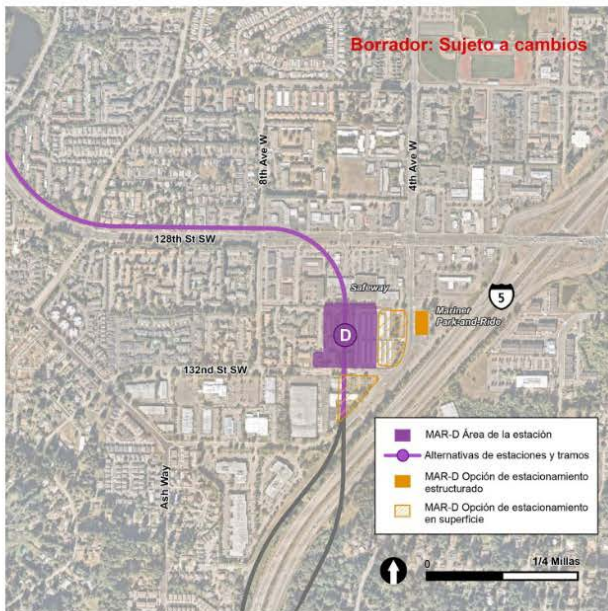 Borrador: Sujeto a cambios
8th Ave W
4th Ave W
128th St SW
Safeway
5
Mariner
Park-and-Ride
D
132nd St SW
Ash Way
MAR-D Área de la estación
Alternativas de estaciones y tramos
MAR-D Opción de estacionamiento
estructurado
MAR-D Opción de estacionamiento
en superficie
0
1/4 Millas